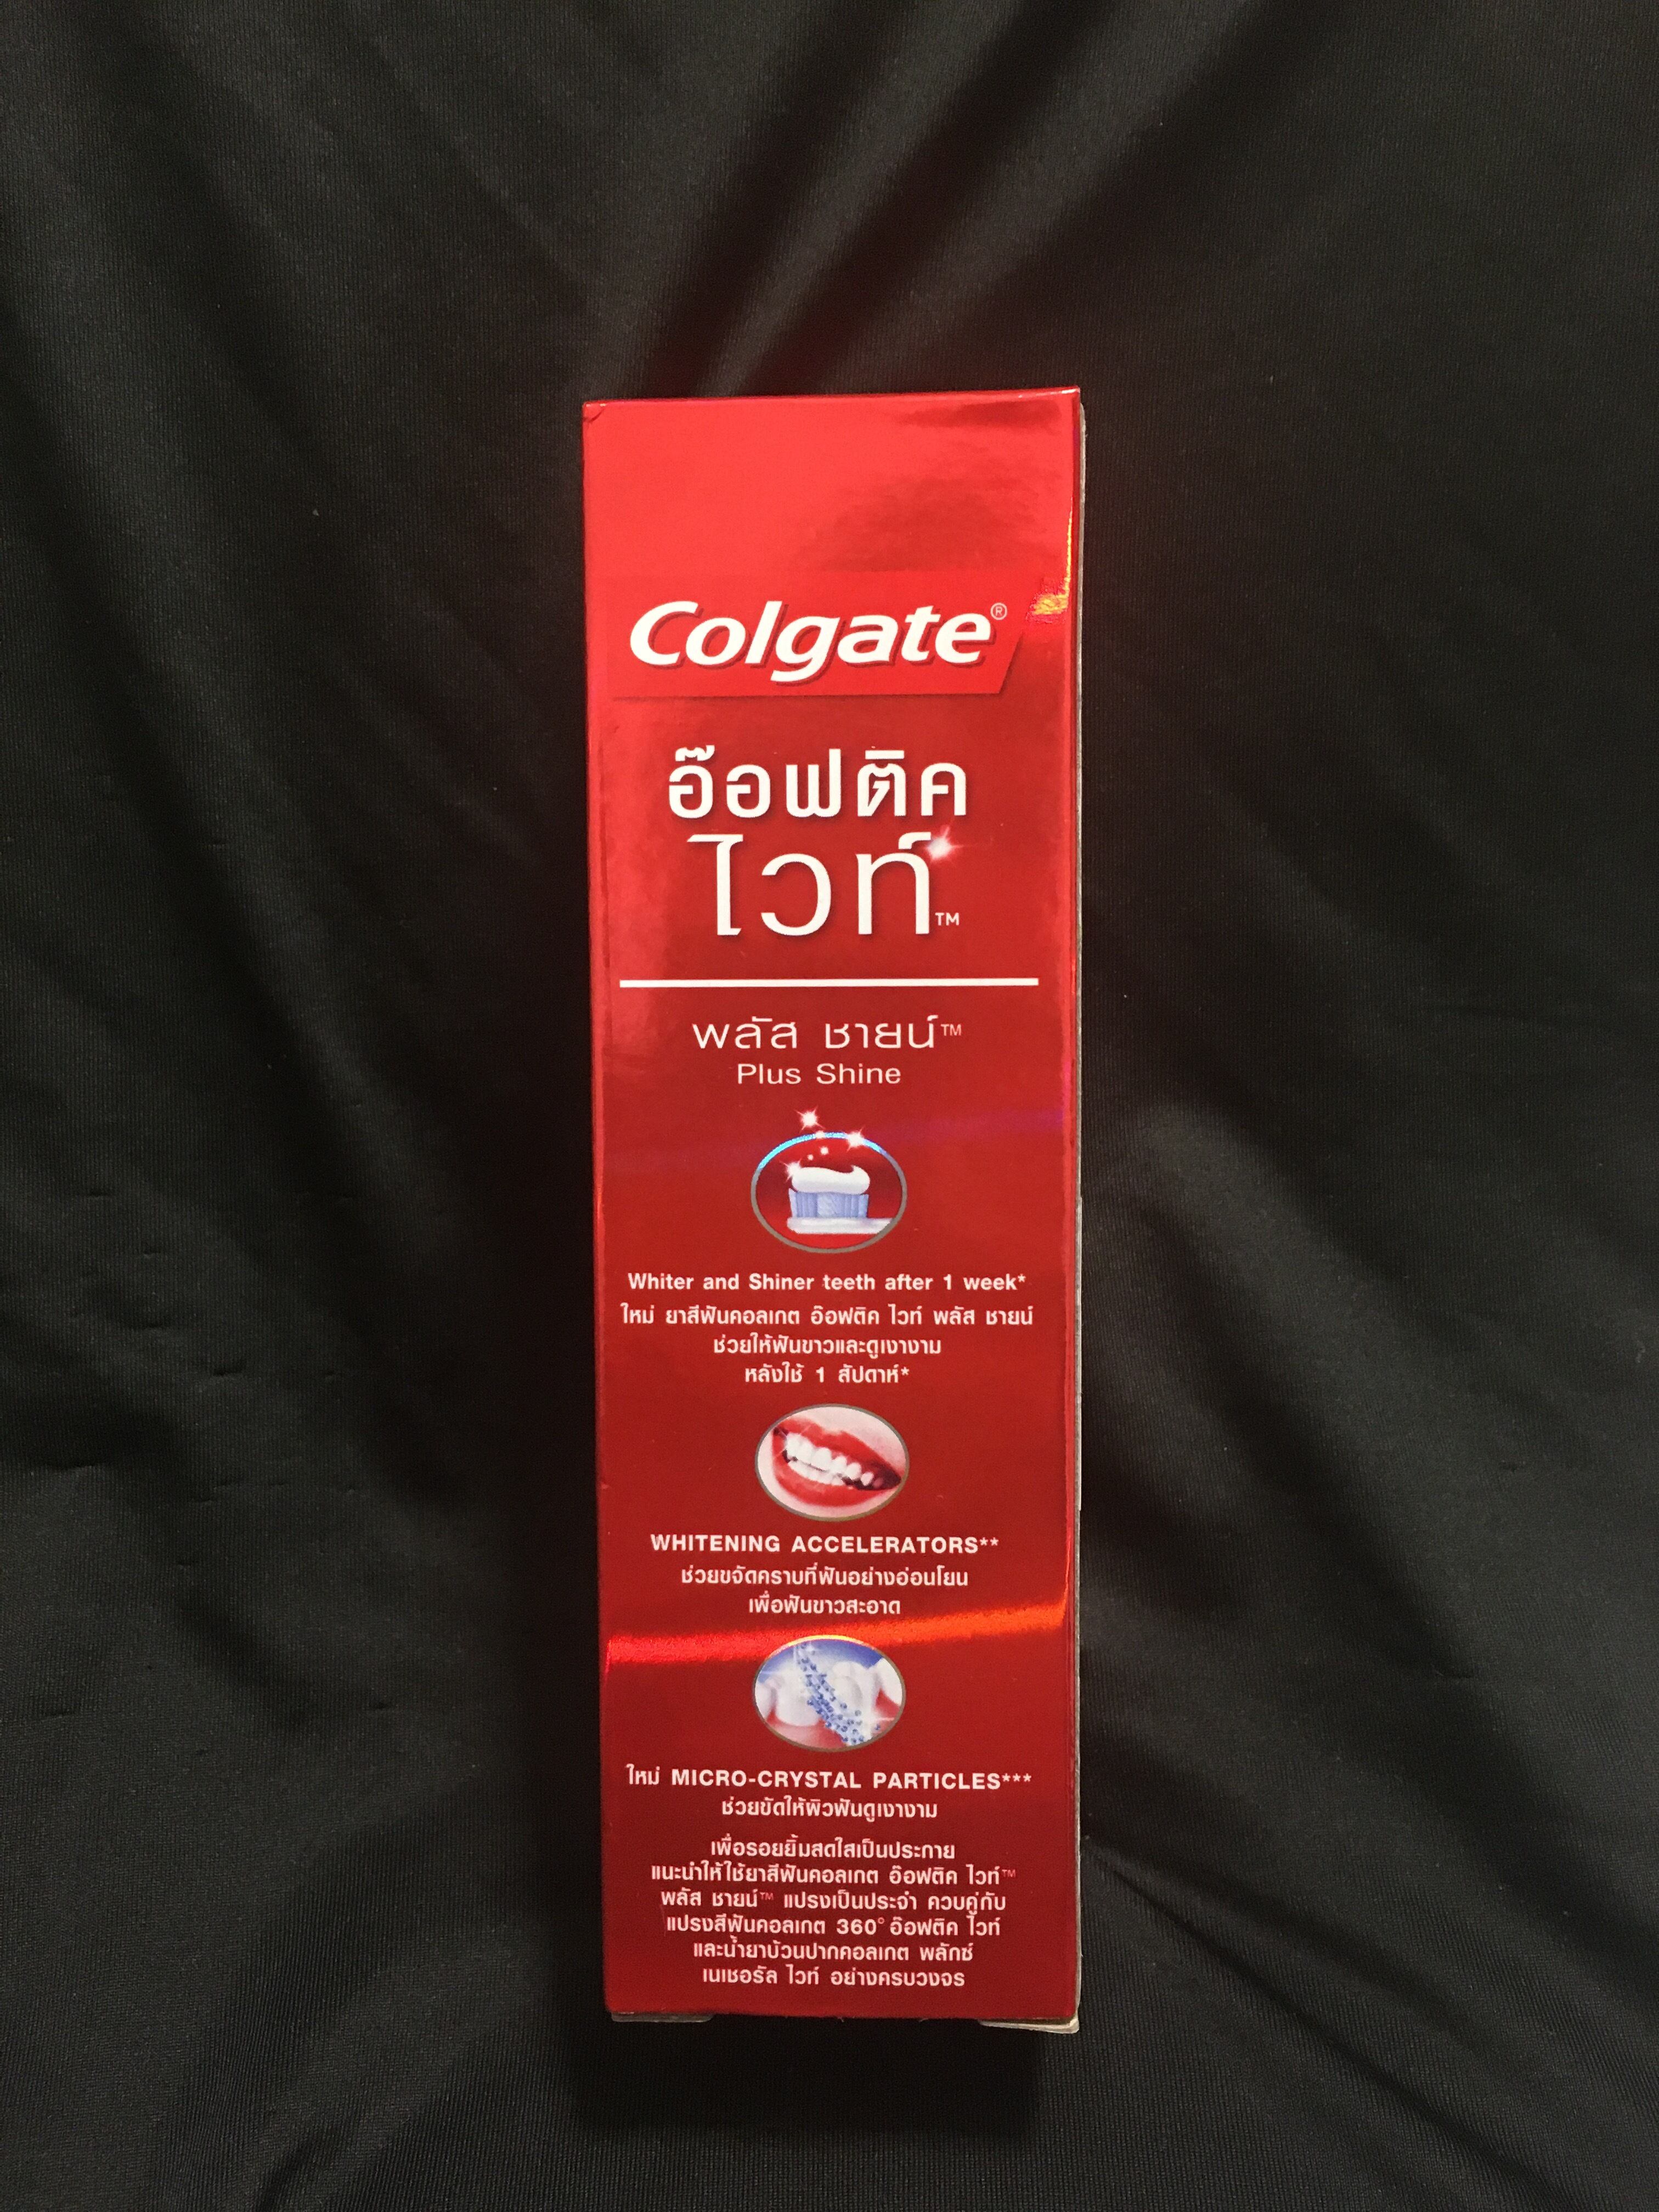 Colgate®
อ๊อฟติค
ไวท์™
พลัส ชายน์™
Plus Shine
Whiter and Shiner teeth after 1 week*
ใหม่ ยาสีฟันคอลเกต อ๊อฟติค ไวท์ พลัส ชายน์
ช่วยให้ฟันขาวและดูเงางาม
หลังใช้ 1 สัปดาห์*
WHITENING ACCELERATORS**
ช่วยขจัดคราบที่ฟันอย่างอ่อนโยน
เพื่อฟันขาวสะอาด
ใหม่ MICRO-CRYSTAL PARTICLES***
ช่วยขัดให้ผิวฟันดูเงางาม
เพื่อรอยยิ้มสดใสเป็นประกาย
แนะนำให้ใช้ยาสีฟันคอลเกต อ๊อฟติค ไวท์™
พลัส ชายน์™ แปรงเป็นประจำ ควบคู่กับ
แปรงสีฟันคอลเกต 360° อ๊อฟติค ไวท์
และน้ำยาบ้วนปากคอลเกต พลักซ์
เนเชอรัล ไวท์ อย่างครบวงจร